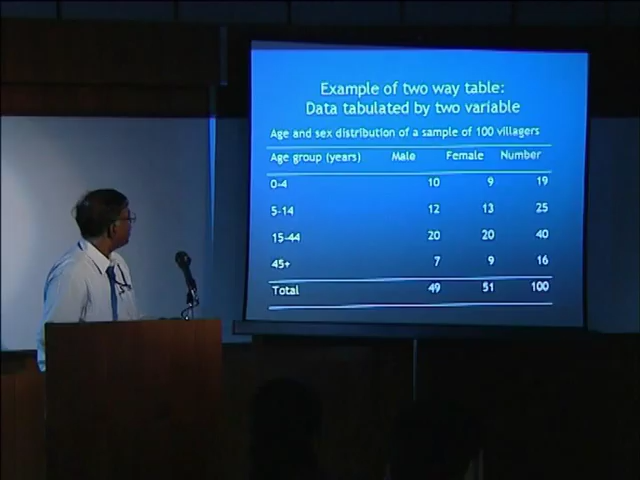 Example of two way table:
Data tabulated by two variable
Age and sex distribution of a sample of 100 villagers
Age group (years) Male Female Number
0-4 10 9 19
5-14 12 13 25
15-44 20 20 40
45+ 7 9 16
Total 49 51 100